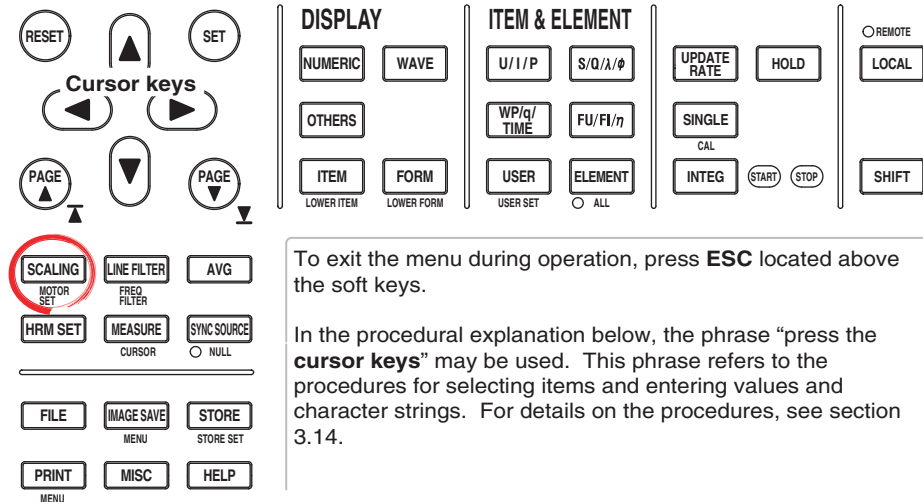 RESET
SET
Cursor keys
PAGE
PAGE
DISPLAY
NUMERIC
WAVE
OTHERS
ITEM
FORM
LOWER ITEM
LOWER FORM
ITEM & ELEMENT
U/I/P
S/Q/λ/ϕ
WP/q/
TIME
FU/FI/η
USER
ELEMENT
USER SET
ALL
UPDATE
RATE
HOLD
SINGLE
CAL
INTEG
START
STOP
REMOTE
LOCAL
SHIFT
SCALING
LINE FILTER
AVG
MOTOR
SET
FREQ
FILTER
HRM SET
MEASURE
SYNC SOURCE
CURSOR
NULL
FILE
IMAGE SAVE
STORE
MENU
STORE SET
PRINT
MISC
HELP
MENU
To exit the menu during operation, press ESC located above
the soft keys.
In the procedural explanation below, the phrase “press the
cursor keys” may be used. This phrase refers to the
procedures for selecting items and entering values and
character strings. For details on the procedures, see section
3.14.